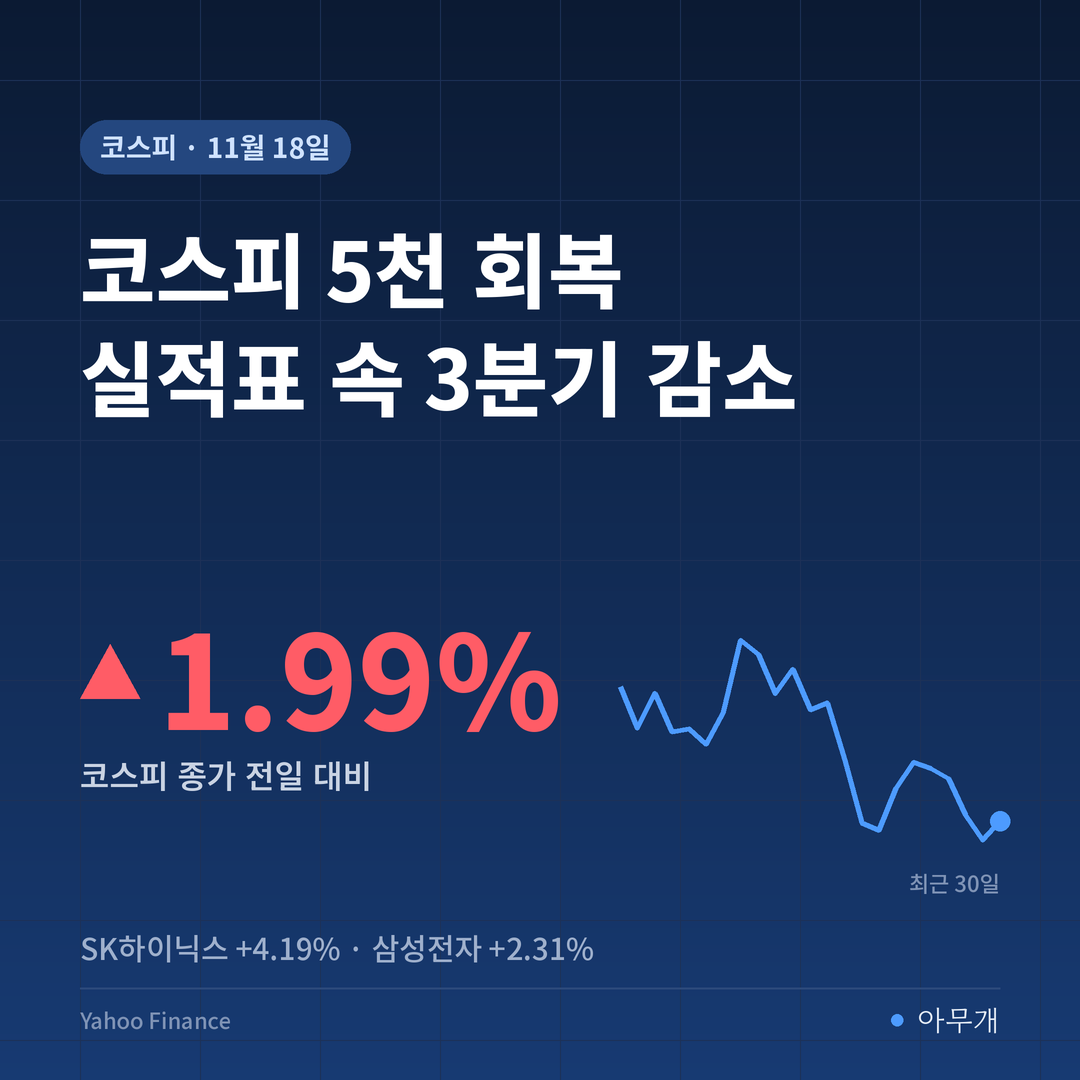 코스피 · 11월 18일
코스피 5천 회복
실적표 속 3분기 감소
▲1.99%
코스피 종가 전일 대비
최근 30일
SK하이닉스 +4.19% · 삼성전자 +2.31%
Yahoo Finance
아무개